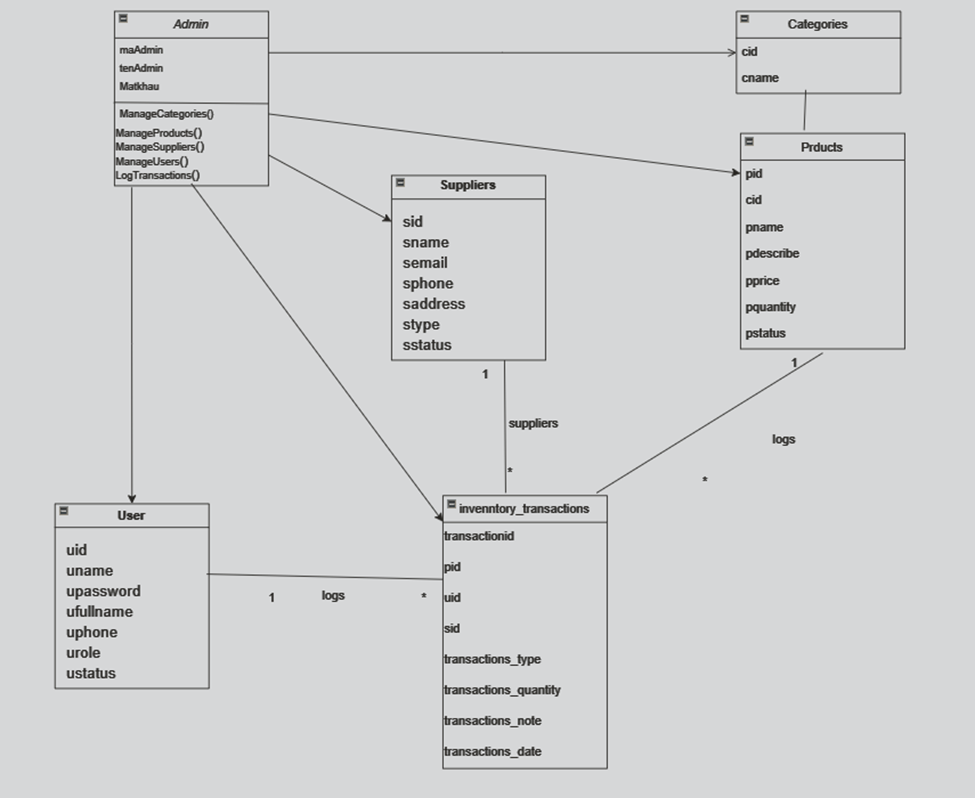 Admin
maAdmin
tenAdmin
Matkhau
ManageCategories()
ManageProducts()
ManageSuppliers()
ManageUsers()
LogTransactions()
Categories
cid
cname
Prducts
pid
cid
pname
pdescribe
pprice
pquantity
pstatus
Suppliers
sid
sname
semail
sphone
saddress
stype
sstatus
1
suppliers
*
1
logs
*
User
uid
uname
upassword
ufullname
uphone
urole
ustatus
1 logs *
invenntory_transactions
transactionid
pid
uid
sid
transactions_type
transactions_quantity
transactions_note
transactions_date